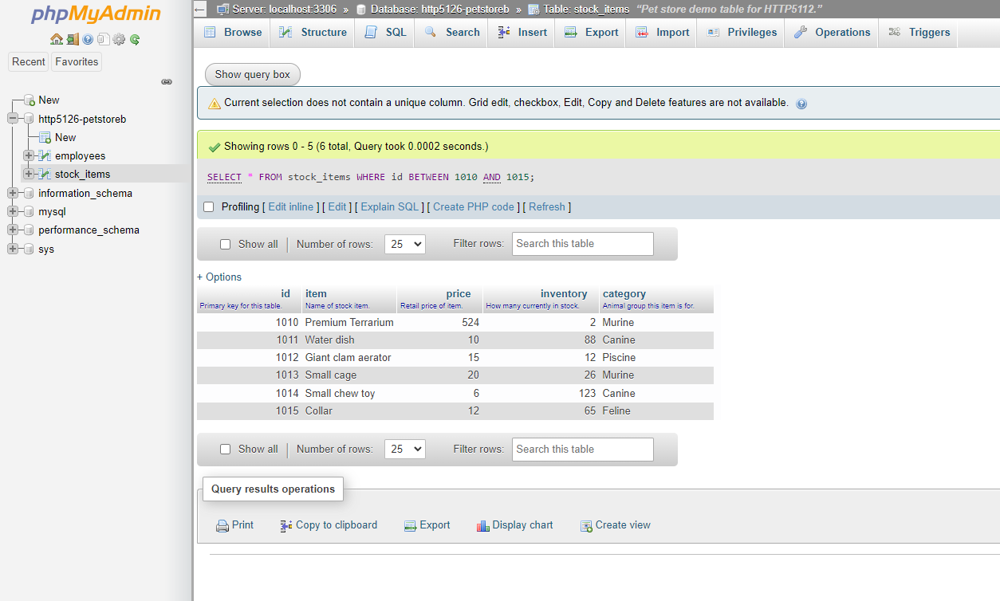 phpMyAdmin
Recent Favorites
New
http5126-petstoreb
New
employees
stock_items
information_schema
mysql
performance_schema
sys
← Server: localhost:3306 » Database: http5126-petstoreb » Table: stock_items "Pet store demo table for HTTP5112."
Browse Structure SQL Search Insert Export Import Privileges Operations Triggers
Show query box
Current selection does not contain a unique column. Grid edit, checkbox, Edit, Copy and Delete features are not available.
Showing rows 0 - 5 (6 total, Query took 0.0002 seconds.)
SELECT * FROM stock_items WHERE id BETWEEN 1010 AND 1015;
Profiling [ Edit inline ] [ Edit ] [ Explain SQL ] [ Create PHP code ] [ Refresh ]
Show all Number of rows: 25 Filter rows: Search this table
+ Options
id item price inventory category
Primary key for this table. Name of stock item. Retail price of item. How many currently in stock. Animal group this item is for.
1010 Premium Terrarium 524 2 Murine
1011 Water dish 10 88 Canine
1012 Giant clam aerator 15 12 Piscine
1013 Small cage 20 26 Murine
1014 Small chew toy 6 123 Canine
1015 Collar 12 65 Feline
Show all Number of rows: 25 Filter rows: Search this table
Query results operations
Print Copy to clipboard Export Display chart Create view